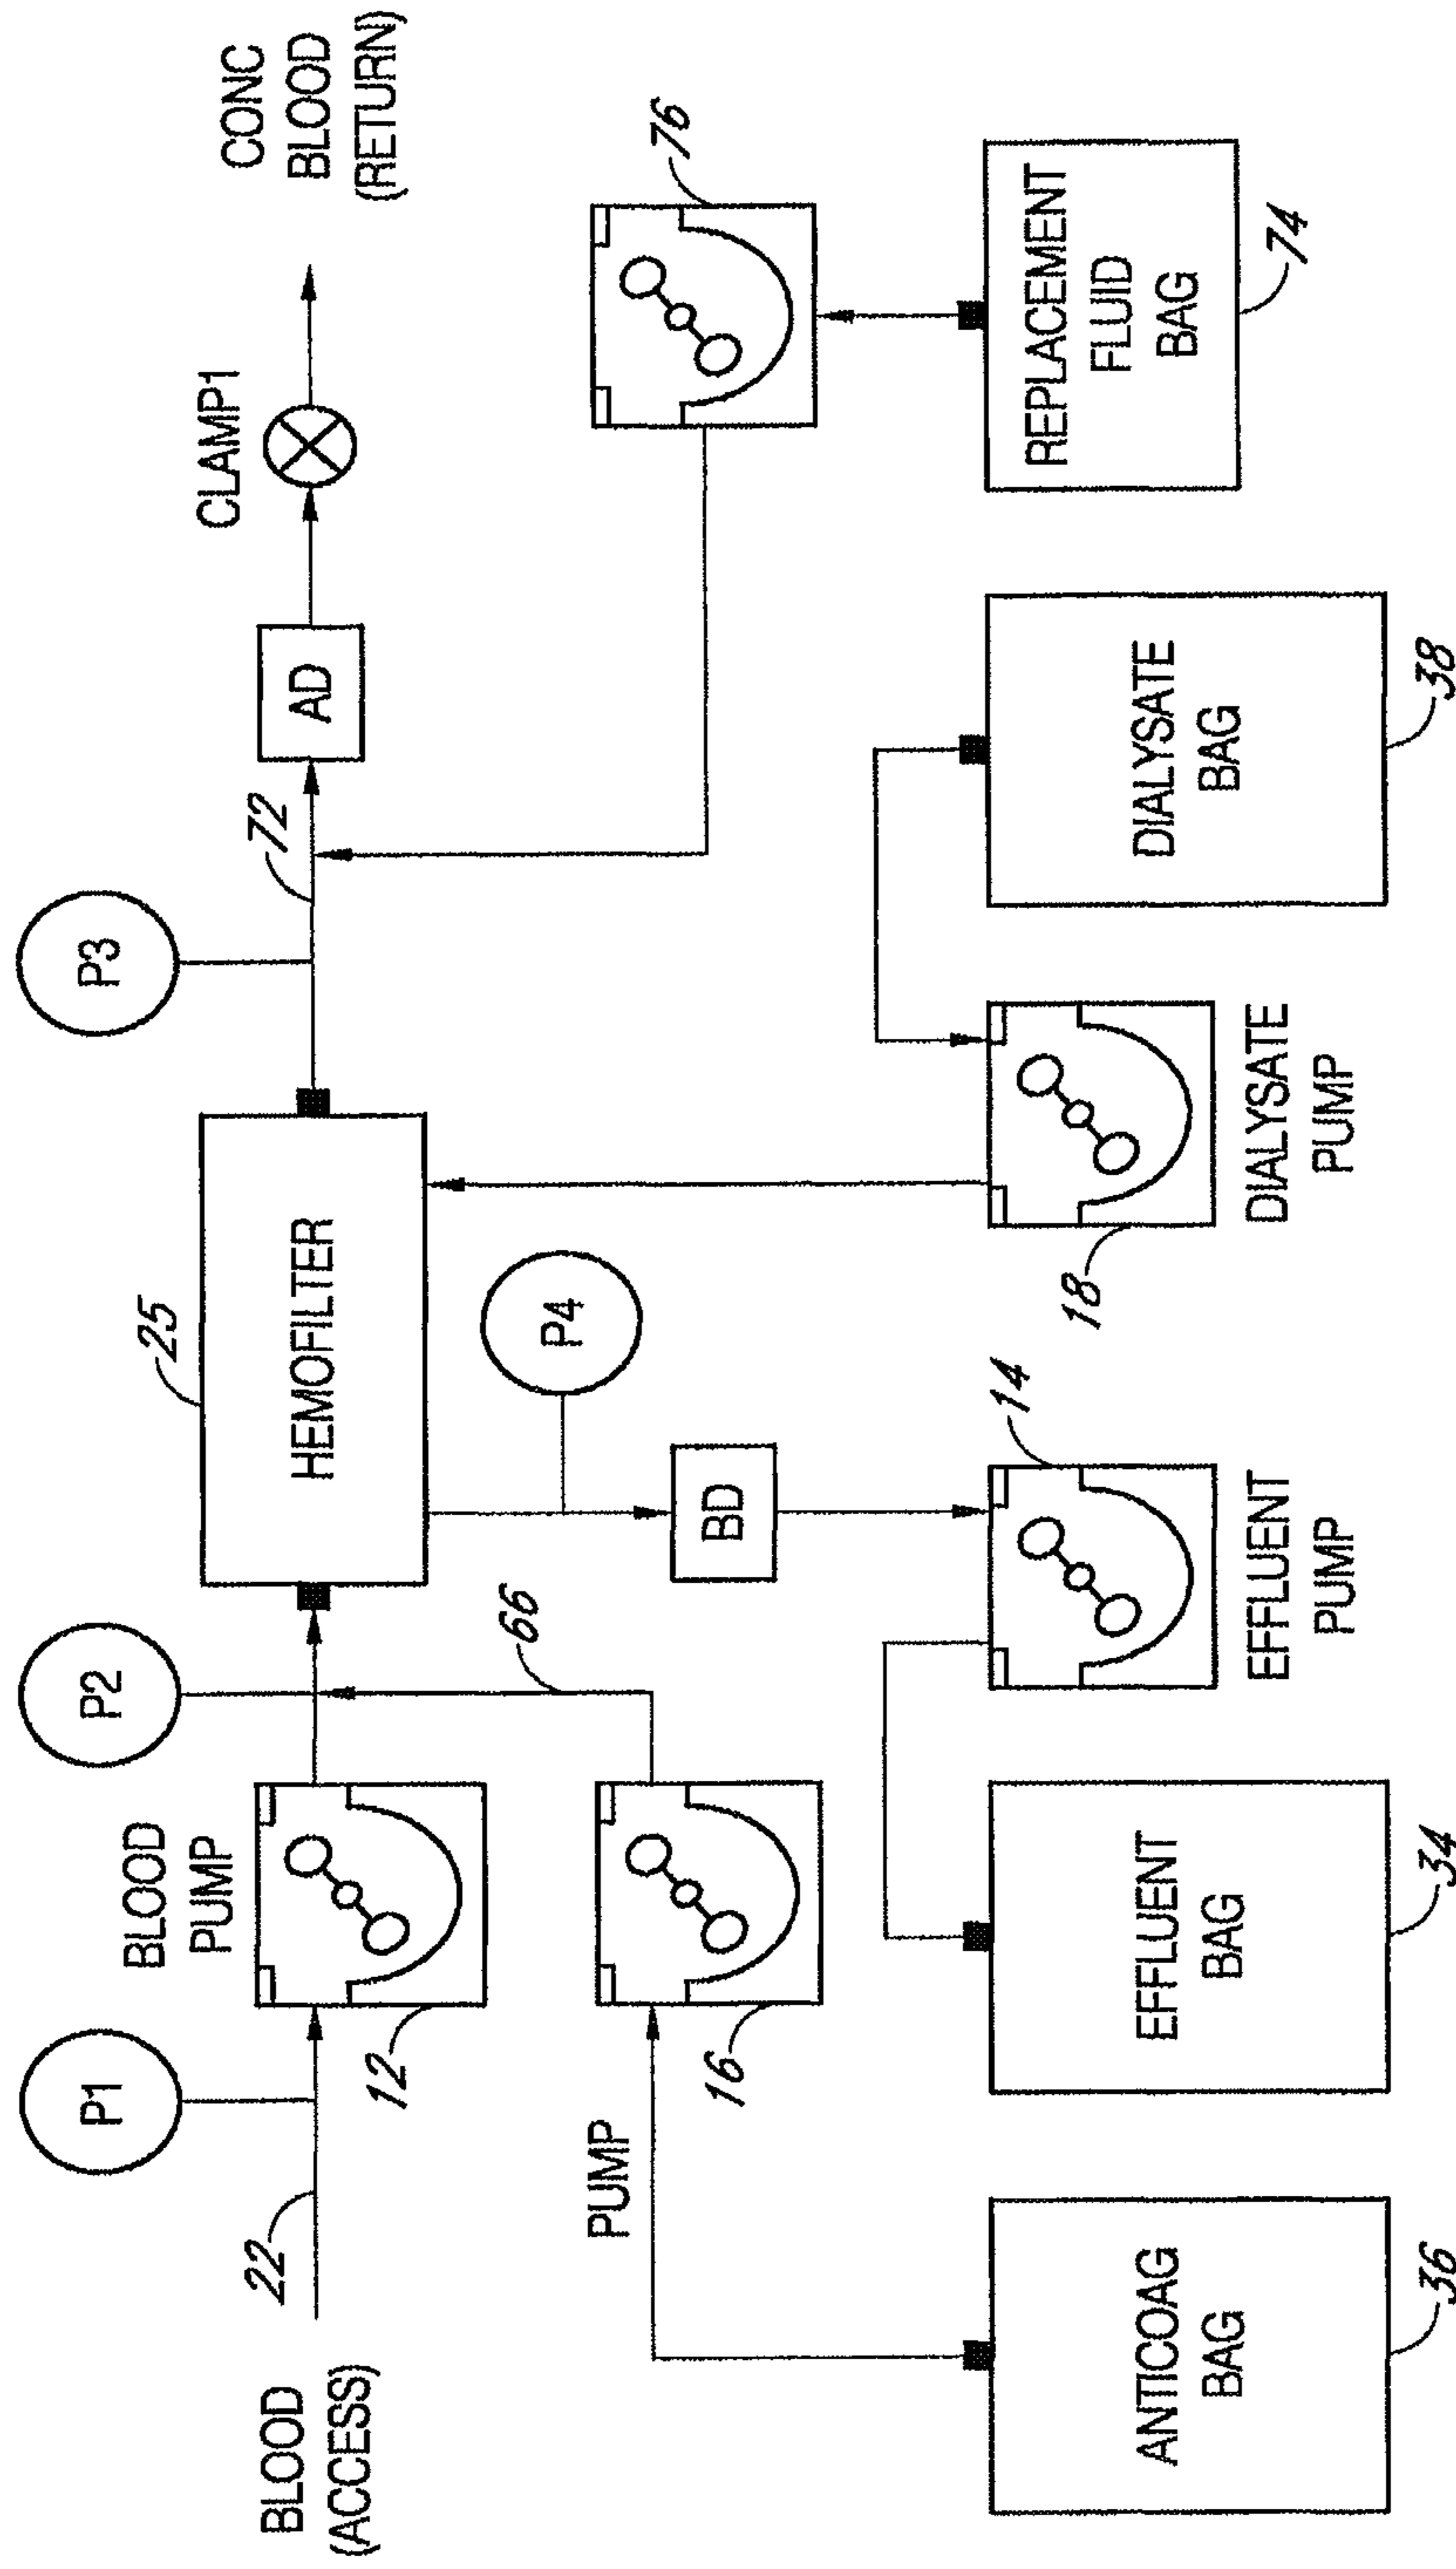 P1
P2
P3
BLOOD
(ACCESS)
22
BLOOD
PUMP
12
25
HEMOFILTER
72
AD
CLAMP1
CONC
BLOOD
(RETURN)
PUMP
16
66
P4
BD
76
ANTICOAG
BAG
36
EFFLUENT
BAG
34
14
EFFLUENT
PUMP
18
DIALYSATE
PUMP
DIALYSATE
BAG
38
REPLACEMENT
FLUID
BAG
74